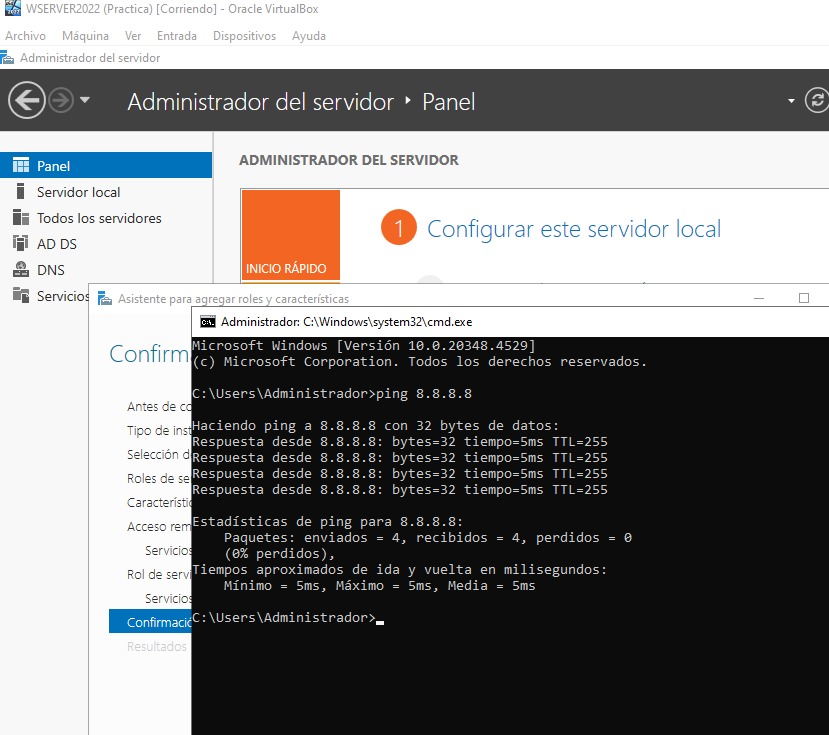 WSERVER2022 (Practica) [Corriendo] - Oracle VirtualBox
Archivo Máquina Ver Entrada Dispositivos Ayuda
Administrador del servidor
Administrador del servidor Panel
Panel
Servidor local
Todos los servidores
AD DS
DNS
Servicios
ADMINISTRADOR DEL SERVIDOR
INICIO RÁPIDO
1 Configurar este servidor local
Asistente para agregar roles y características
Confirm
Antes de co
Tipo de inst
Selección d
Roles de se
Característic
Acceso rem
Servicios
Rol de servi
Servicios
Confirmació
Resultados
Administrador: C:\Windows\system32\cmd.exe
Microsoft Windows [Versión 10.0.20348.4529]
(c) Microsoft Corporation. Todos los derechos reservados.
C:\Users\Administrador>ping 8.8.8.8
Haciendo ping a 8.8.8.8 con 32 bytes de datos:
Respuesta desde 8.8.8.8: bytes=32 tiempo=5ms TTL=255
Respuesta desde 8.8.8.8: bytes=32 tiempo=5ms TTL=255
Respuesta desde 8.8.8.8: bytes=32 tiempo=5ms TTL=255
Respuesta desde 8.8.8.8: bytes=32 tiempo=5ms TTL=255
Estadísticas de ping para 8.8.8.8:
Paquetes: enviados = 4, recibidos = 4, perdidos = 0
(0% perdidos),
Tiempos aproximados de ida y vuelta en milisegundos:
Mínimo = 5ms, Máximo = 5ms, Media = 5ms
C:\Users\Administrador>